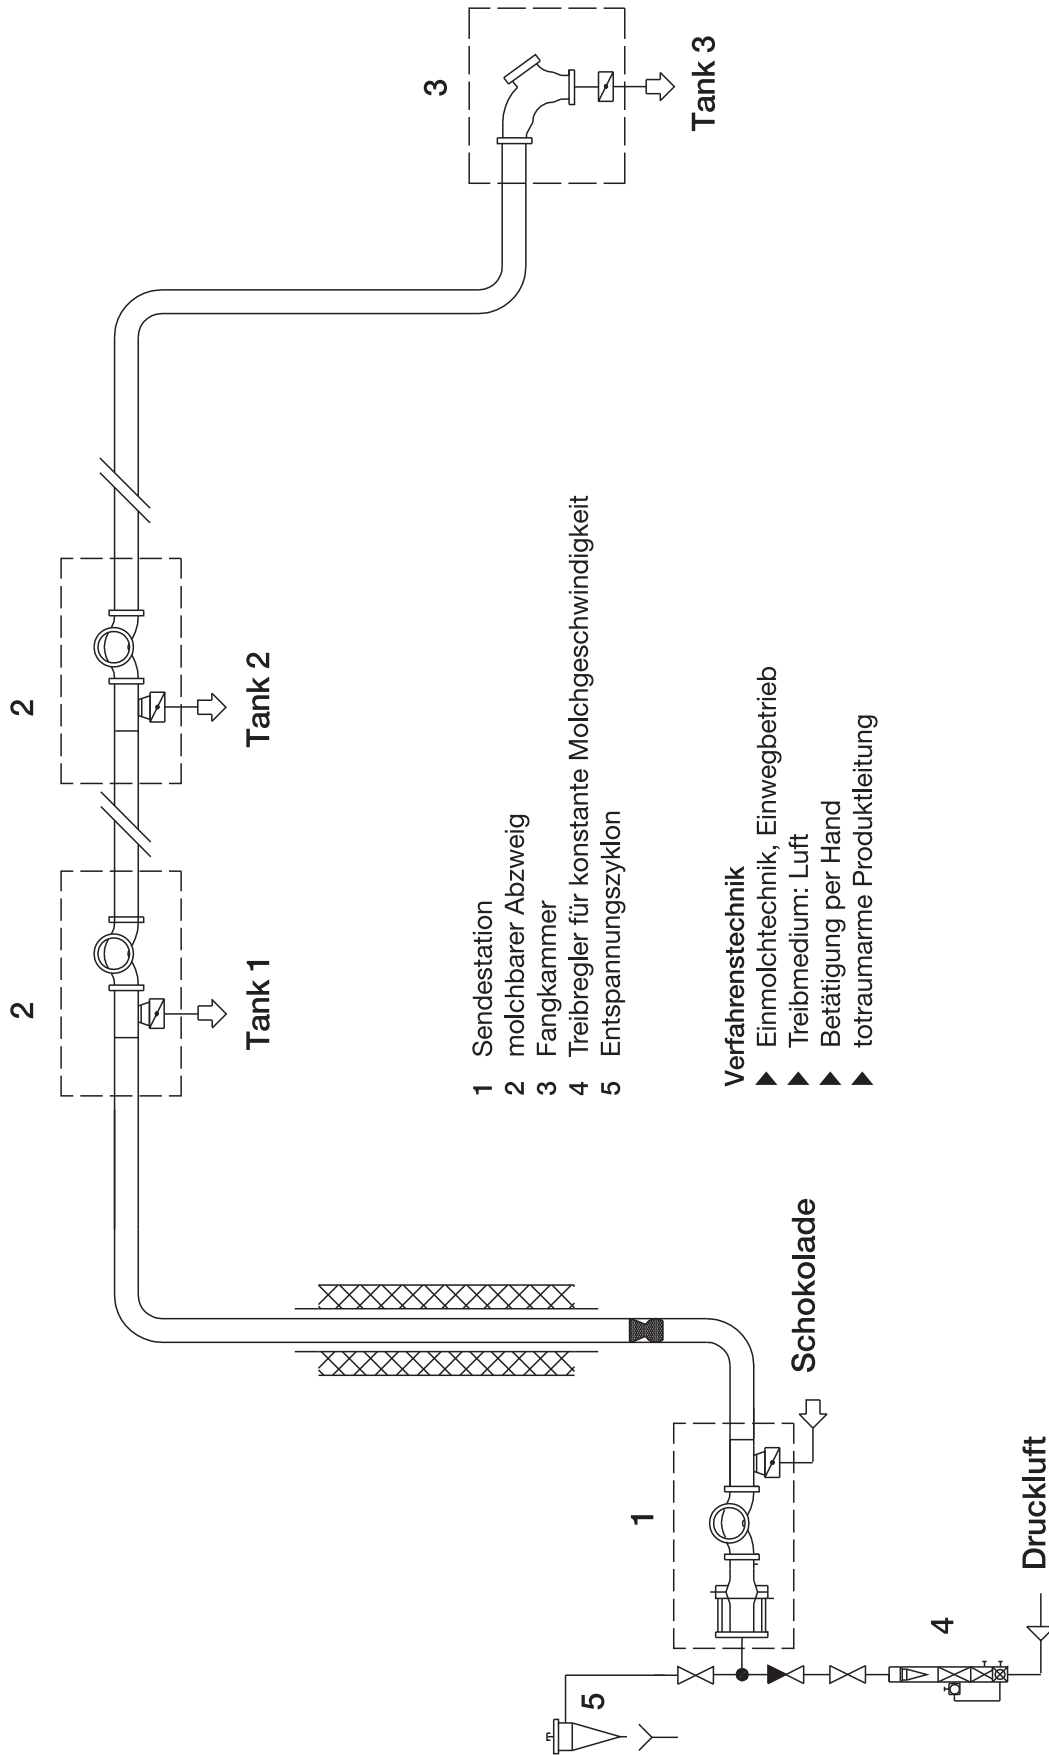 2
2
3
Tank 1
Tank 2
Tank 3
1 Sendestation
2 molchbarer Abzweig
3 Fangkammer
4 Treibregler für konstante Molchgeschwindigkeit
5 Entspannungszyklon
Verfahrenstechnik
Einmolchtechnik, Einwegbetrieb
Treibmedium: Luft
Betätigung per Hand
totraumarme Produktleitung
1
5
Schokolade
4
Druckluft